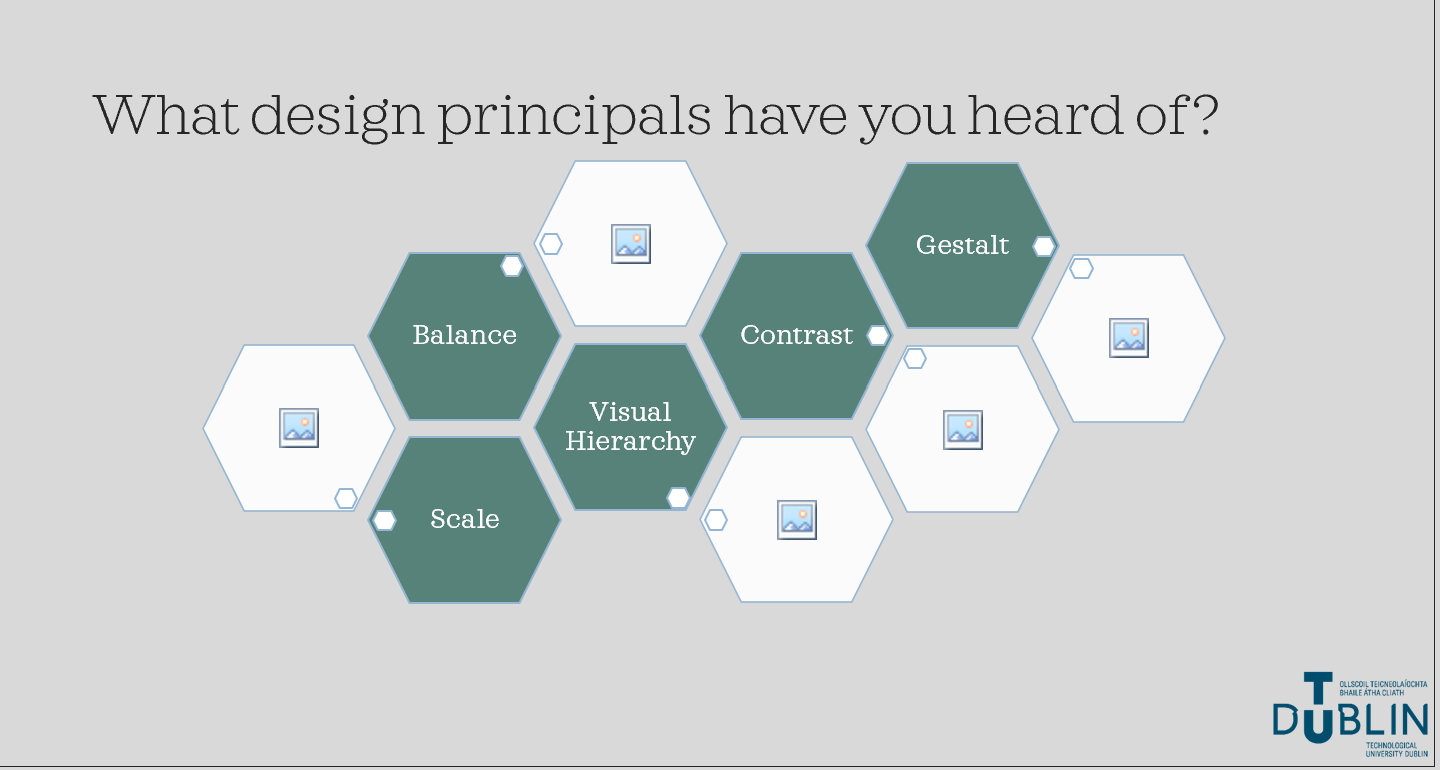 What design principals have you heard of?
Gestalt
Balance
Contrast
Visual
Hierarchy
Scale
OLLSCOIL TEICNEOLAÍOCHTA
BHAILE ÁTHA CLIATH
TU DUBLIN
TECHNOLOGICAL
UNIVERSITY DUBLIN